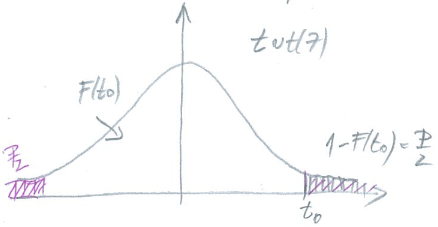 t ∪ t(7)
F(t₀)
P/2
1-F(t₀) = P/2
t₀